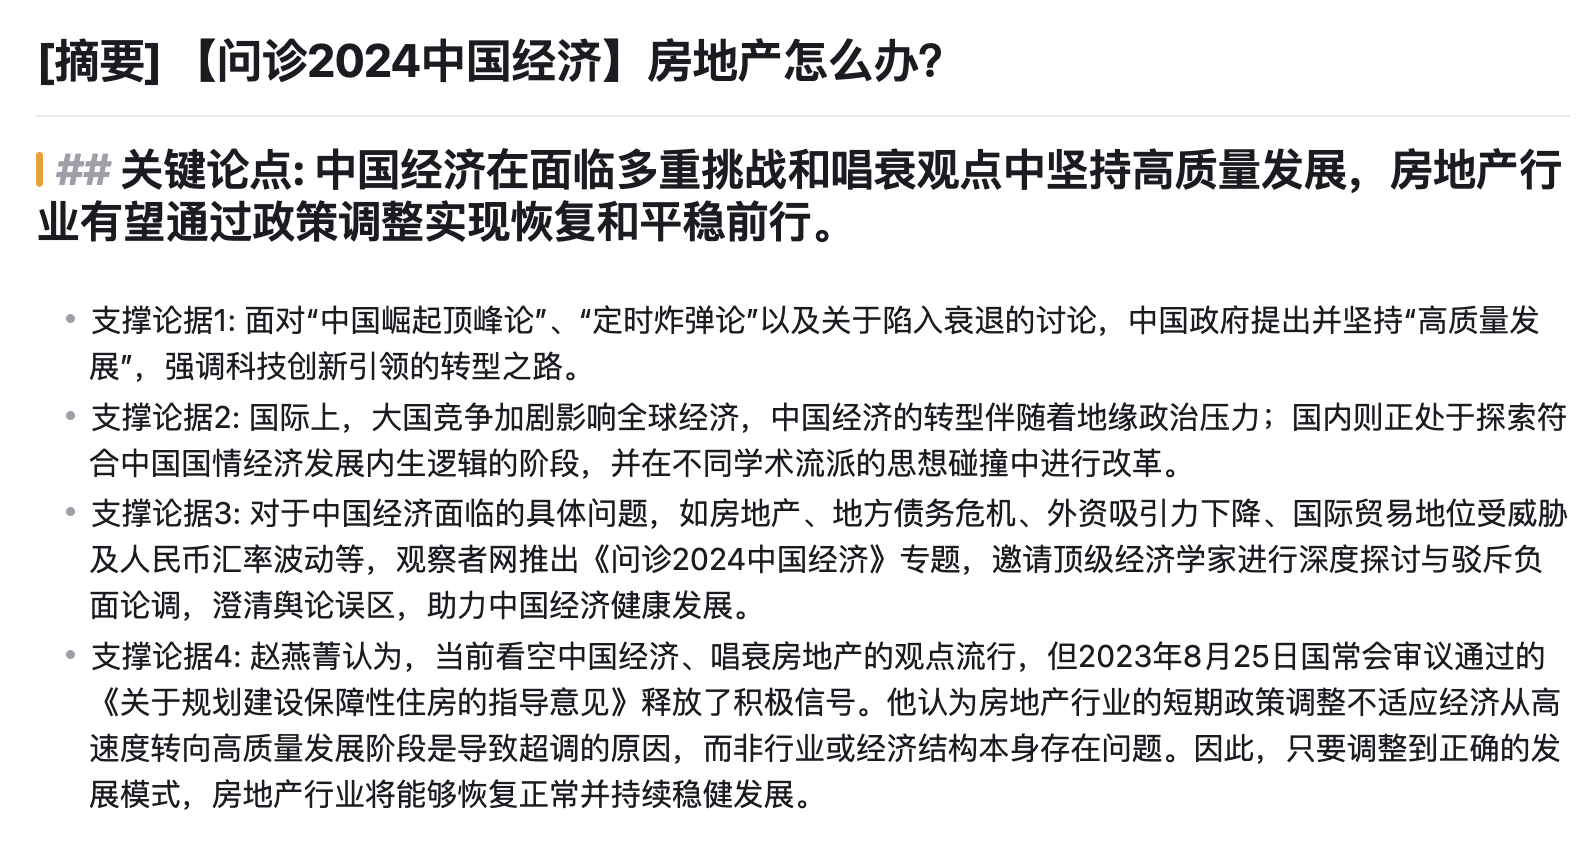 [摘要] 【问诊2024中国经济】房地产怎么办?
## 关键论点: 中国经济在面临多重挑战和唱衰观点中坚持高质量发展，房地产行
业有望通过政策调整实现恢复和平稳前行。
支撑论据1: 面对“中国崛起顶峰论”、“定时炸弹论”以及关于陷入衰退的讨论，中国政府提出并坚持“高质量发
展”，强调科技创新引领的转型之路。
支撑论据2: 国际上，大国竞争加剧影响全球经济，中国经济的转型伴随着地缘政治压力；国内则正处于探索符
合中国国情经济发展内生逻辑的阶段，并在不同学术流派的思想碰撞中进行改革。
支撑论据3: 对于中国经济面临的具体问题，如房地产、地方债务危机、外资吸引力下降、国际贸易地位受威胁
及人民币汇率波动等，观察者网推出《问诊2024中国经济》专题，邀请顶级经济学家进行深度探讨与驳斥负
面论调，澄清舆论误区，助力中国经济健康发展。
支撑论据4: 赵燕菁认为，当前看空中国经济、唱衰房地产的观点流行，但2023年8月25日国常会审议通过的
《关于规划建设保障性住房的指导意见》释放了积极信号。他认为房地产行业的短期政策调整不适应经济从高
速度转向高质量发展阶段是导致超调的原因，而非行业或经济结构本身存在问题。因此，只要调整到正确的发
展模式，房地产行业将能够恢复正常并持续稳健发展。